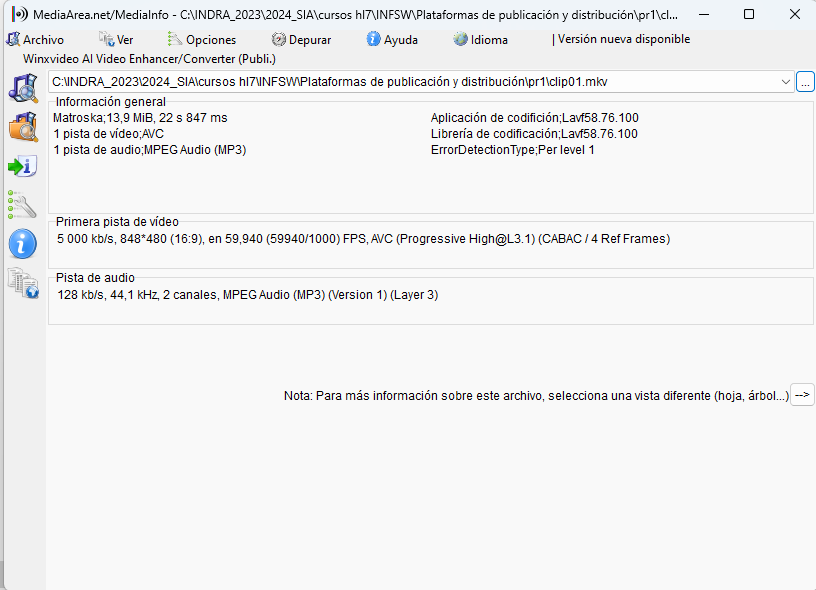 MediaArea.net/MediaInfo - C:\INDRA_2023\2024_SIA\cursos hl7\INFSW\Plataformas de publicación y distribución\pr1\cl...
Archivo Ver Opciones Depurar Ayuda Idioma | Versión nueva disponible
Winxvideo AI Video Enhancer/Converter (Publi.)
C:\INDRA_2023\2024_SIA\cursos hl7\INFSW\Plataformas de publicación y distribución\pr1\clip01.mkv ...
Información general
Matroska;13,9 MiB, 22 s 847 ms Aplicación de codifición;Lavf58.76.100
1 pista de vídeo;AVC Librería de codificación;Lavf58.76.100
1 pista de audio;MPEG Audio (MP3) ErrorDetectionType;Per level 1
Primera pista de vídeo
5 000 kb/s, 848*480 (16:9), en 59,940 (59940/1000) FPS, AVC (Progressive High@L3.1) (CABAC / 4 Ref Frames)
Pista de audio
128 kb/s, 44,1 kHz, 2 canales, MPEG Audio (MP3) (Version 1) (Layer 3)
Nota: Para más información sobre este archivo, selecciona una vista diferente (hoja, árbol...) -->